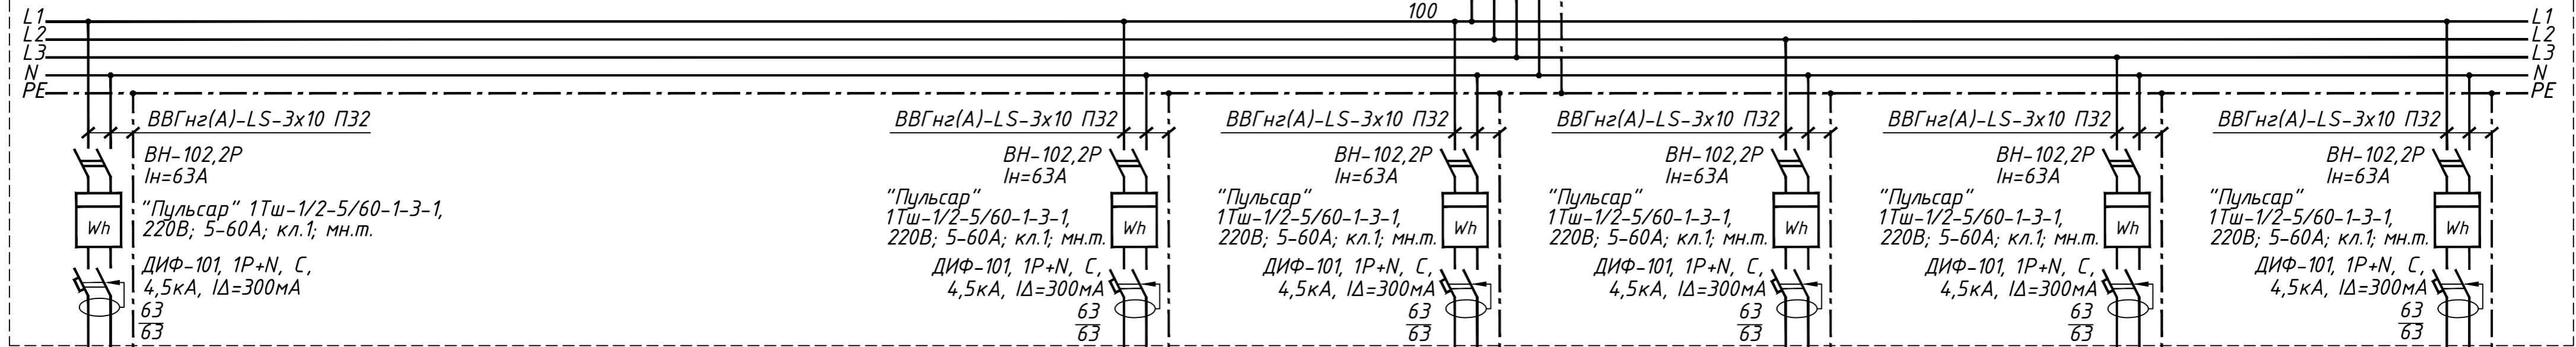 L1
L2
L3
N
PE
100
L1
L2
L3
N
PE
ВВГнг(А)-LS-3х10 П32
ВН-102,2Р
Iн=63А
"Пульсар" 1Тш-1/2-5/60-1-3-1,
220В; 5-60А; кл.1; мн.т.
Wh
ДИФ-101, 1P+N, C,
4,5кА, IΔ=300мА
63
63
ВВГнг(А)-LS-3х10 П32
ВН-102,2Р
Iн=63А
"Пульсар"
1Тш-1/2-5/60-1-3-1,
220В; 5-60А; кл.1; мн.т.
Wh
ДИФ-101, 1P+N, C,
4,5кА, IΔ=300мА
63
63
ВВГнг(А)-LS-3х10 П32
ВН-102,2Р
Iн=63А
"Пульсар"
1Тш-1/2-5/60-1-3-1,
220В; 5-60А; кл.1; мн.т.
Wh
ДИФ-101, 1P+N, C,
4,5кА, IΔ=300мА
63
63
ВВГнг(А)-LS-3х10 П32
ВН-102,2Р
Iн=63А
"Пульсар"
1Тш-1/2-5/60-1-3-1,
220В; 5-60А; кл.1; мн.т.
Wh
ДИФ-101, 1P+N, C,
4,5кА, IΔ=300мА
63
63
ВВГнг(А)-LS-3х10 П32
ВН-102,2Р
Iн=63А
"Пульсар"
1Тш-1/2-5/60-1-3-1,
220В; 5-60А; кл.1; мн.т.
Wh
ДИФ-101, 1P+N, C,
4,5кА, IΔ=300мА
63
63
ВВГнг(А)-LS-3х10 П32
ВН-102,2Р
Iн=63А
"Пульсар"
1Тш-1/2-5/60-1-3-1,
220В; 5-60А; кл.1; мн.т.
Wh
ДИФ-101, 1P+N, C,
4,5кА, IΔ=300мА
63
63